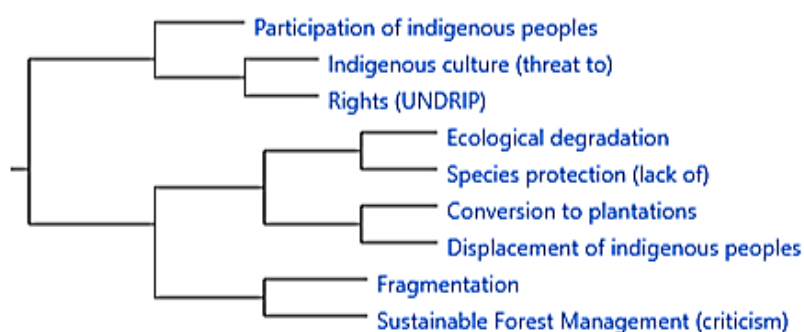 Participation of indigenous peoples
Indigenous culture (threat to)
Rights (UNDRIP)
Ecological degradation
Species protection (lack of)
Conversion to plantations
Displacement of indigenous peoples
Fragmentation
Sustainable Forest Management (criticism)